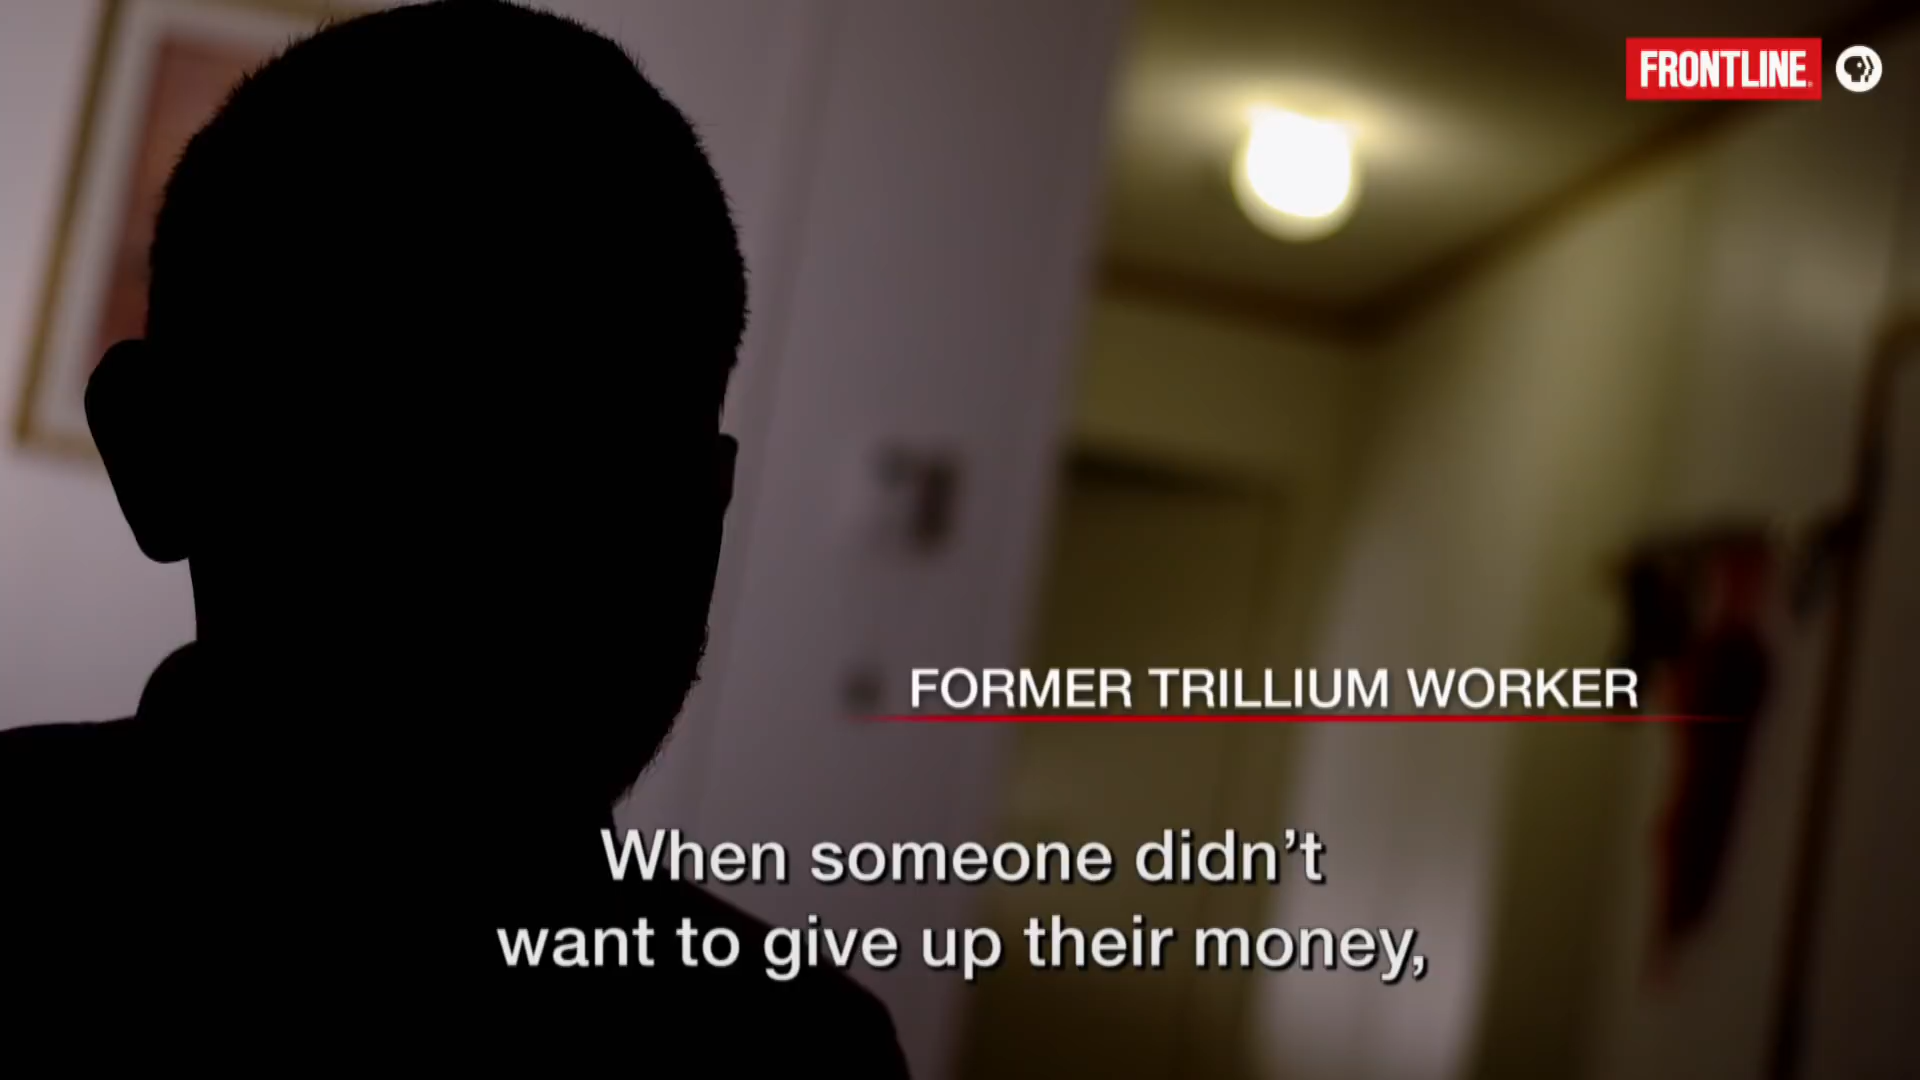 FRONTLINE
FORMER TRILLIUM WORKER
When someone didn’t
want to give up their money,